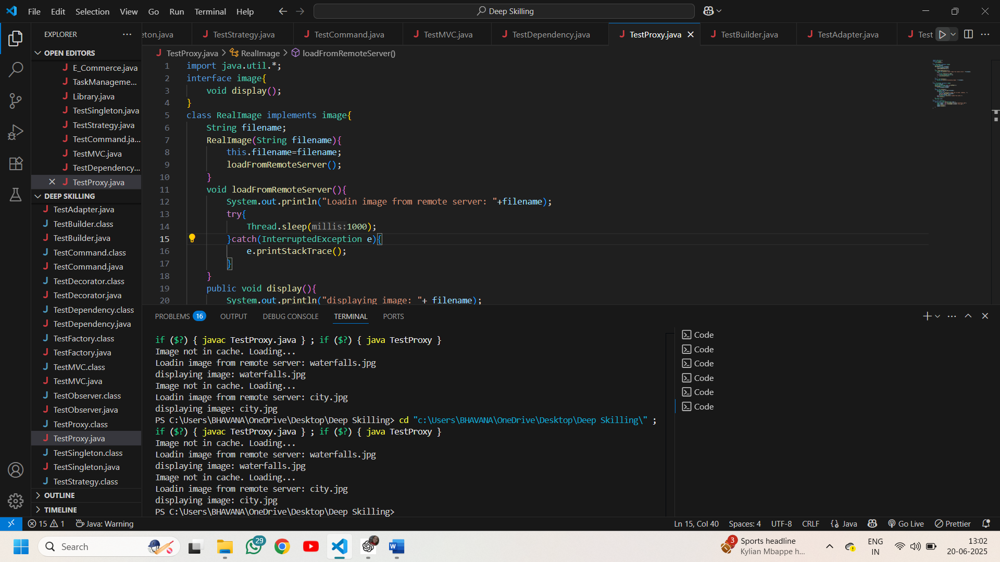 File Edit Selection View Go Run Terminal Help
Deep Skilling
EXPLORER
eton.java TestStrategy.java TestCommand.java TestMVC.java TestDependency.java TestProxy.java TestBuilder.java TestAdapter.java Test
OPEN EDITORS
E_Commerce.java
TaskManageme...
Library.java
TestSingleton.java
TestStrategy.java
TestCommand.ja...
TestMVC.java
TestDependency...
TestProxy.java
DEEP SKILLING
TestAdapter.java
TestBuilder.class
TestBuilder.java
TestCommand.class
TestCommand.java
TestDecorator.class
TestDecorator.java
TestDependency.class
TestDependency.java
TestFactory.class
TestFactory.java
TestMVC.class
TestMVC.java
TestObserver.class
TestObserver.java
TestProxy.class
TestProxy.java
TestSingleton.class
TestSingleton.java
TestStrategy.class
OUTLINE
TIMELINE
TestProxy.java > RealImage > loadFromRemoteServer()
1 import java.util.*;
2 interface image{
3 void display();
4 }
5 class RealImage implements image{
6 String filename;
7 RealImage(String filename){
8 this.filename=filename;
9 loadFromRemoteServer();
10 }
11 void loadFromRemoteServer(){
12 System.out.println("Loadin image from remote server: "+filename);
13 try{
14 Thread.sleep(millis:1000);
15 }catch(InterruptedException e){
16 e.printStackTrace();
17 }
18 }
19 public void display(){
20 System.out.println("displaying image: "+ filename);
PROBLEMS 16 OUTPUT DEBUG CONSOLE TERMINAL PORTS
if ($?) { javac TestProxy.java } ; if ($?) { java TestProxy }
Image not in cache. Loading...
Loadin image from remote server: waterfalls.jpg
displaying image: waterfalls.jpg
Image not in cache. Loading...
Loadin image from remote server: city.jpg
displaying image: city.jpg
PS C:\Users\BHAVANA\OneDrive\Desktop\Deep Skilling> cd "c:\Users\BHAVANA\OneDrive\Desktop\Deep Skilling\" ;
if ($?) { javac TestProxy.java } ; if ($?) { java TestProxy }
Image not in cache. Loading...
Loadin image from remote server: waterfalls.jpg
displaying image: waterfalls.jpg
Image not in cache. Loading...
Loadin image from remote server: city.jpg
displaying image: city.jpg
PS C:\Users\BHAVANA\OneDrive\Desktop\Deep Skilling>
Code
Code
Code
Code
Code
Code
15 1 Java: Warning Ln 15, Col 40 Spaces: 4 UTF-8 CRLF {} Java Go Live Prettier
Search
29
3
Sports headline
Kylian Mbappe h...
ENG
IN
13:02
20-06-2025